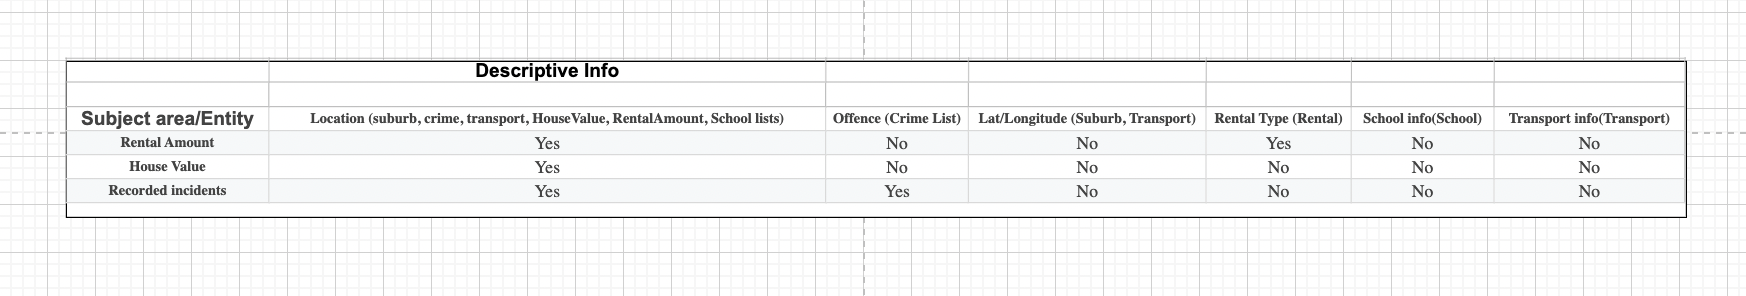 Descriptive Info
Subject area/Entity Location (suburb, crime, transport, HouseValue, RentalAmount, School lists) Offence (Crime List) Lat/Longitude (Suburb, Transport) Rental Type (Rental) School info(School) Transport info(Transport)
Rental Amount Yes No No Yes No No
House Value Yes No No No No No
Recorded incidents Yes Yes No No No No